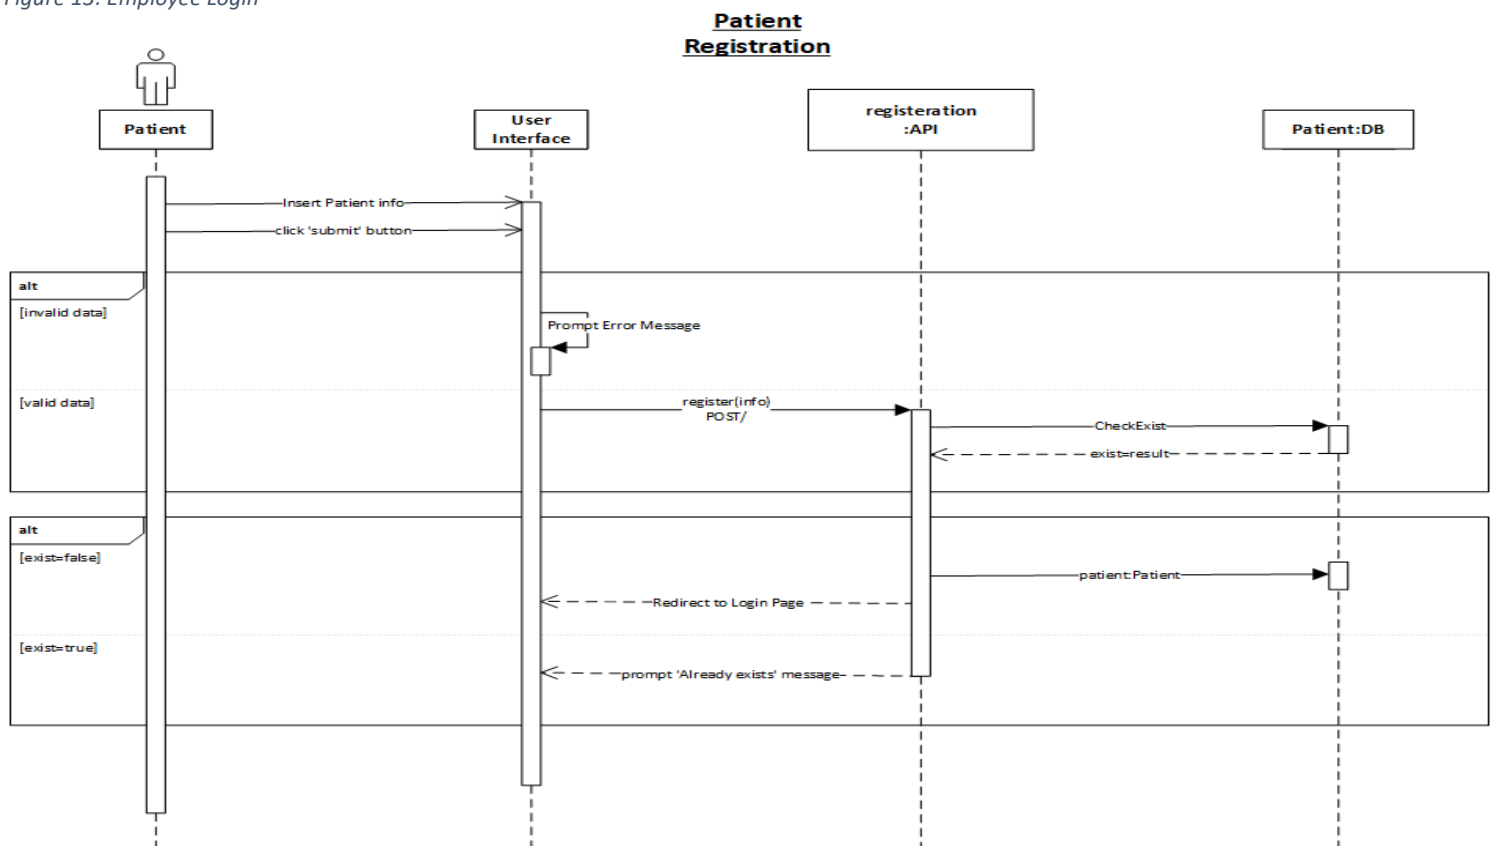 Figure 13: Employee Login
Patient
Registration
Patient
User
Interface
registeration
:API
Patient:DB
Insert Patient info
click 'submit' button
alt
[invalid data]
Prompt Error Message
[valid data]
register(info)
POST/
CheckExist
exist=result
alt
[exist=false]
patient:Patient
Redirect to Login Page
[exist=true]
prompt 'Already exists' message